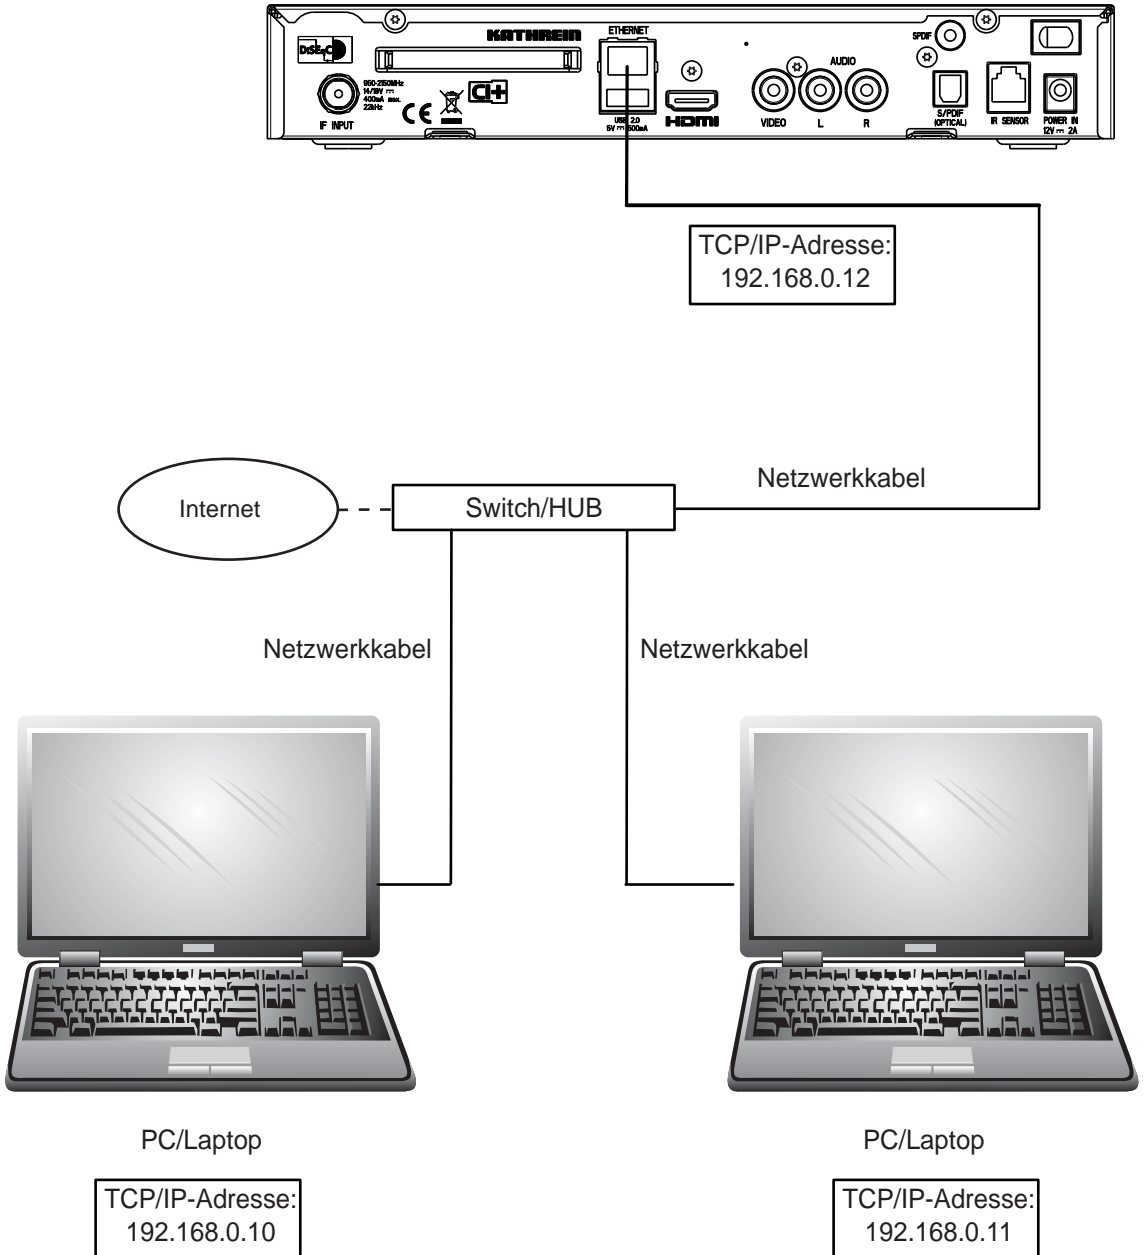 KATHREIN
ETHERNET
DiSEqC
950-2150MHz
14/18V
400mA max.
22kHz
IF INPUT
CE
CI+
USB 2.0
5V 500mA
HDMI
VIDEO
AUDIO
L
R
SPDIF
S/PDIF
(OPTICAL)
IR SENSOR
POWER IN
12V 2A
TCP/IP-Adresse:
192.168.0.12
Netzwerkkabel
Internet
Switch/HUB
Netzwerkkabel
Netzwerkkabel
PC/Laptop
PC/Laptop
TCP/IP-Adresse:
192.168.0.10
TCP/IP-Adresse:
192.168.0.11